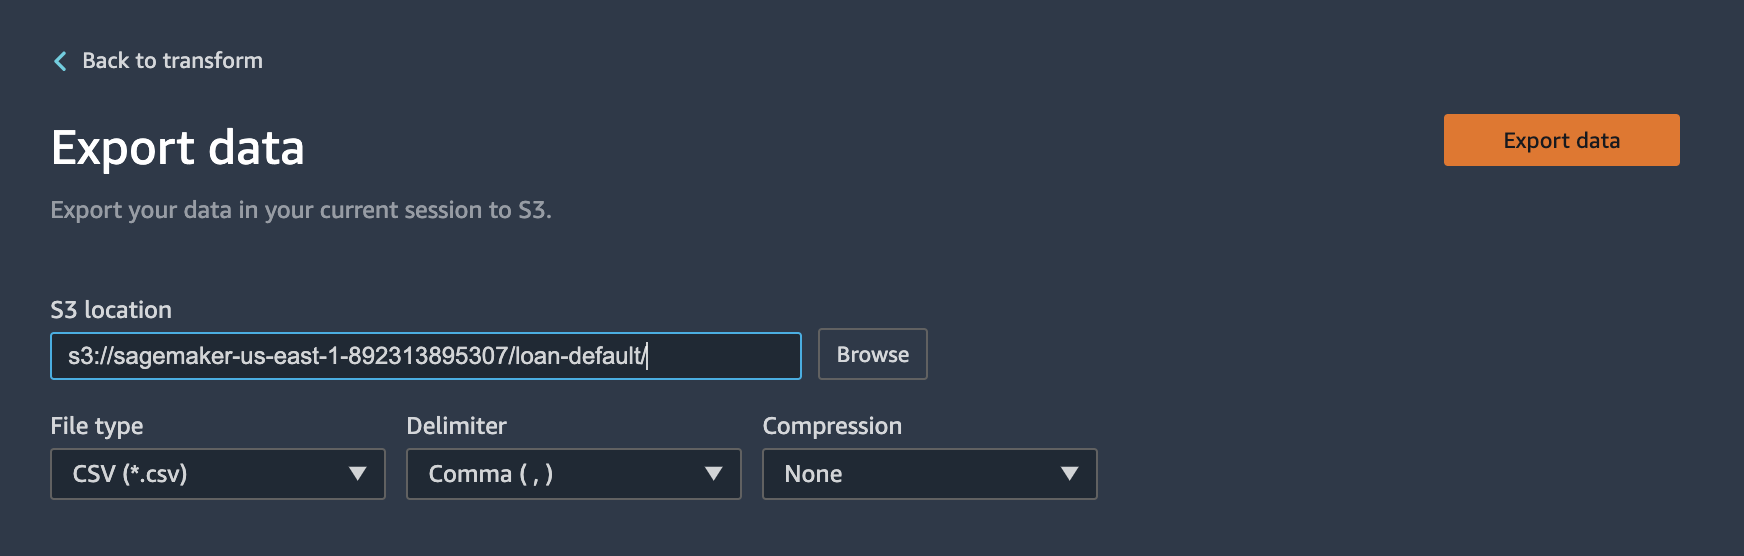 Back to transform
Export data
Export data
Export your data in your current session to S3.
S3 location
s3://sagemaker-us-east-1-892313895307/loan-default/
Browse
File type
Delimiter
Compression
CSV (*.csv)
Comma ( , )
None